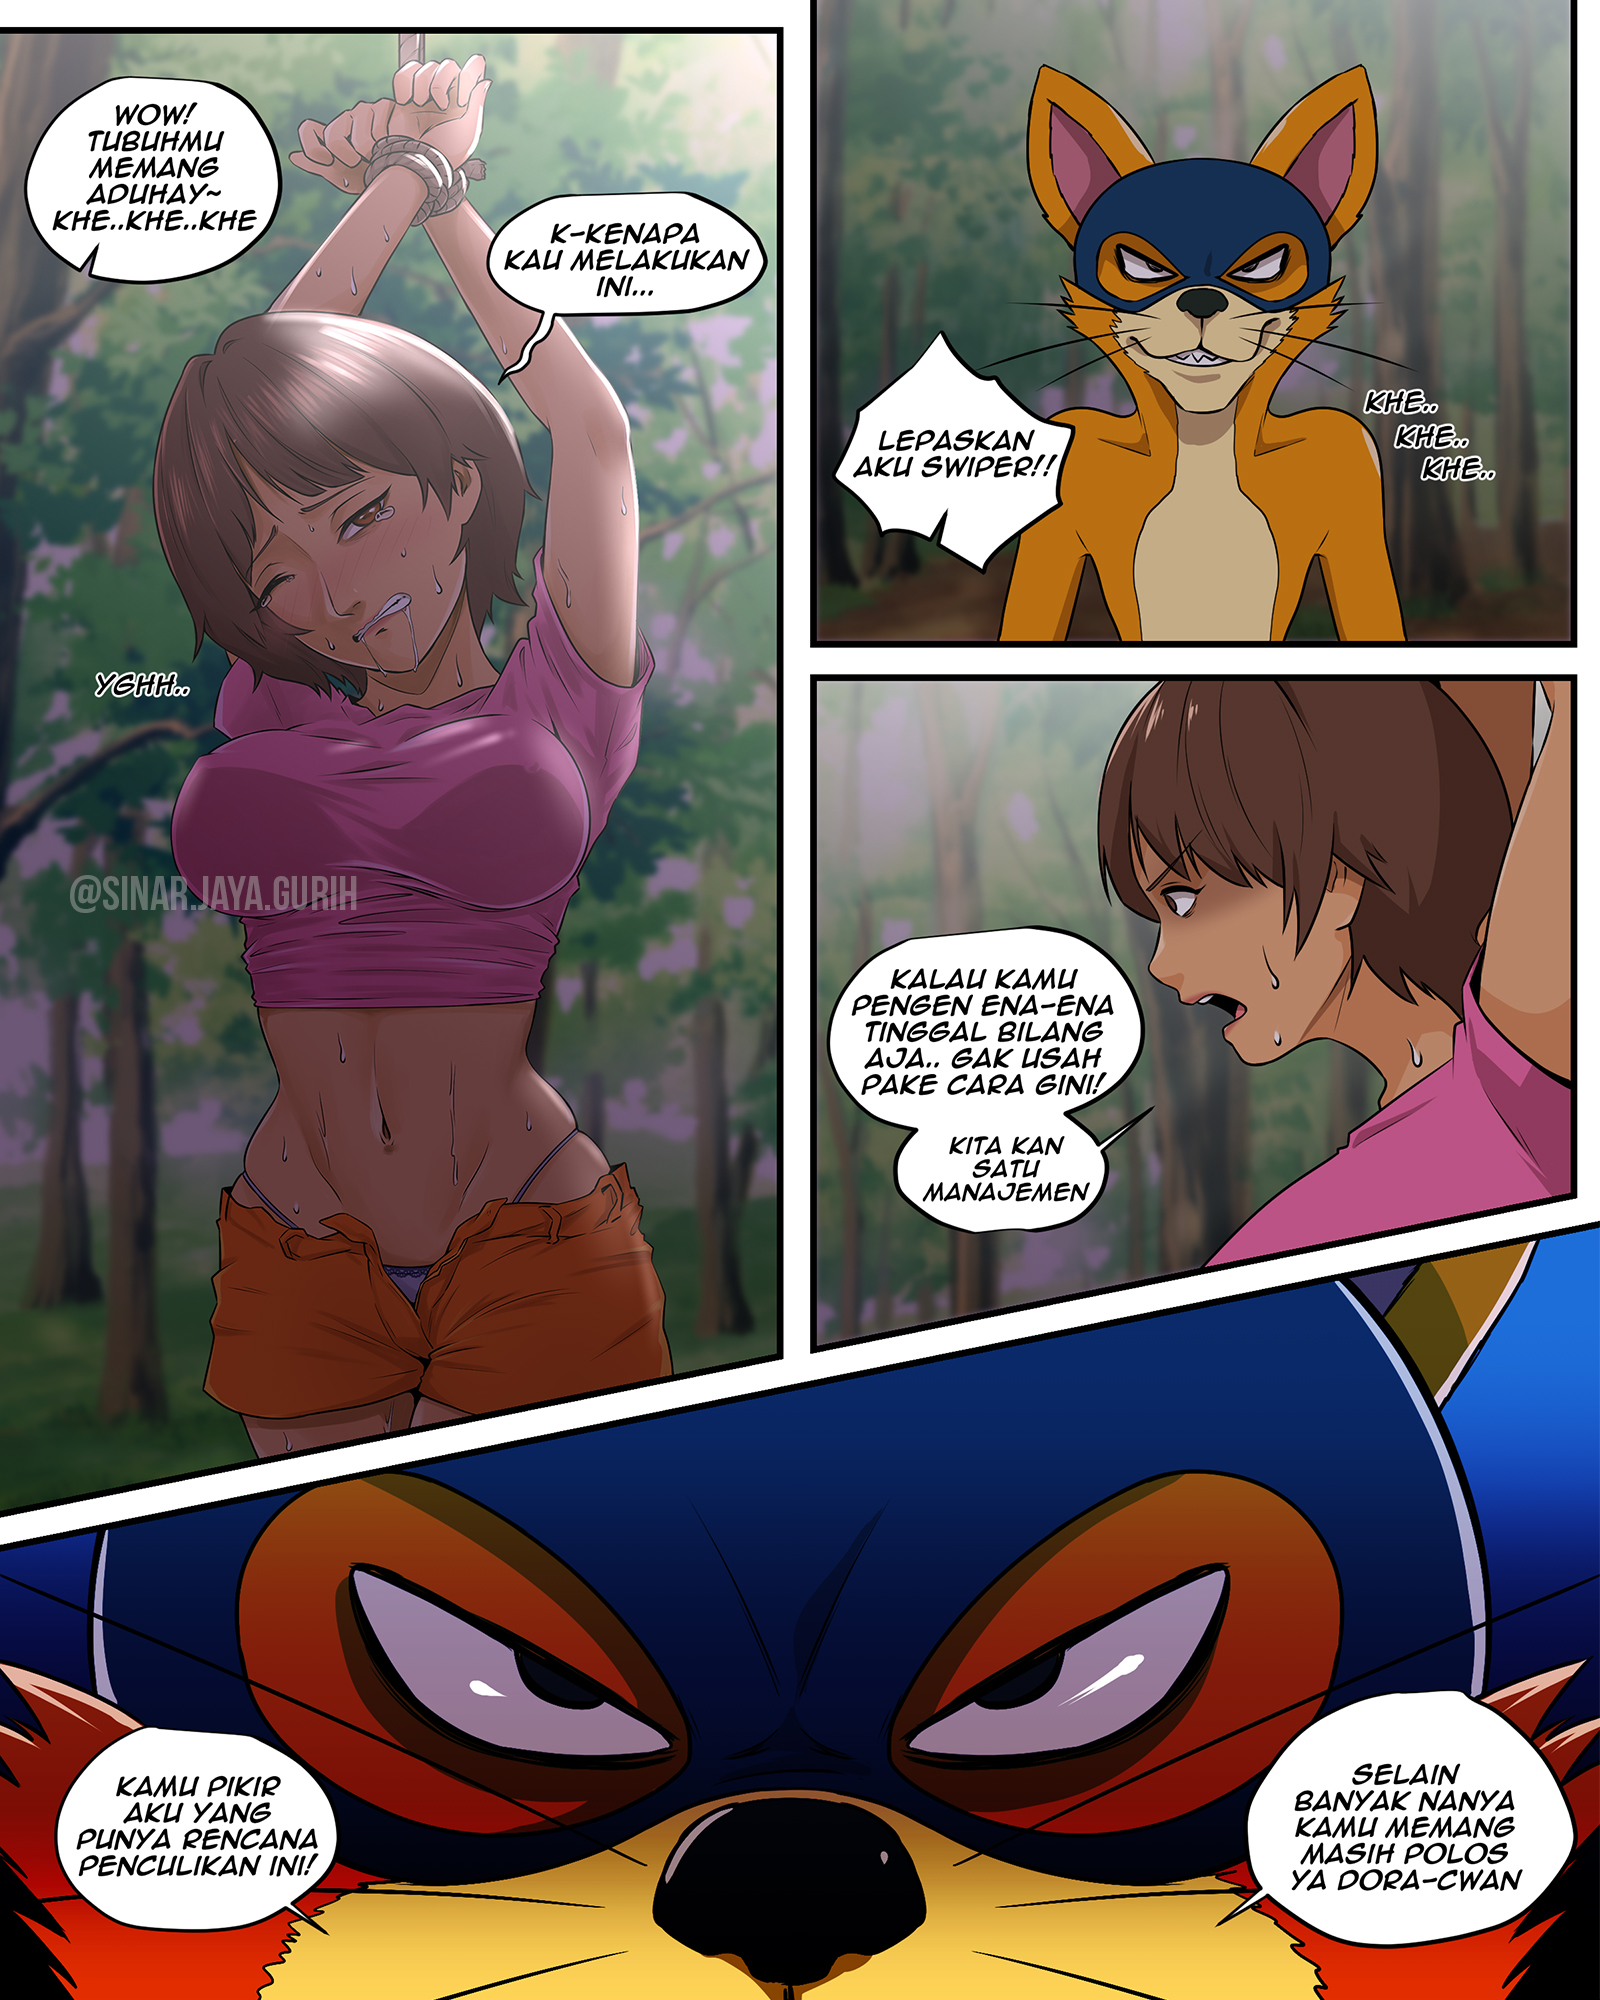 WOW!
TUBUHMU
MEMANG
ADUHAY~
KHE..KHE..KHE
K-KENAPA
KAU MELAKUKAN
INI...
YGHH..
@SINAR.JAYA.GURIH
LEPASKAN
AKU SWIPER!!
KHE..
KHE..
KHE..
KALAU KAMU
PENGEN ENA-ENA
TINGGAL BILANG
AJA.. GAK USAH
PAKE CARA GINI!
KITA KAN
SATU
MANAJEMEN
KAMU PIKIR
AKU YANG
PUNYA RENCANA
PENCULIKAN INI!
SELAIN
BANYAK NANYA
KAMU MEMANG
MASIH POLOS
YA DORA-CWAN